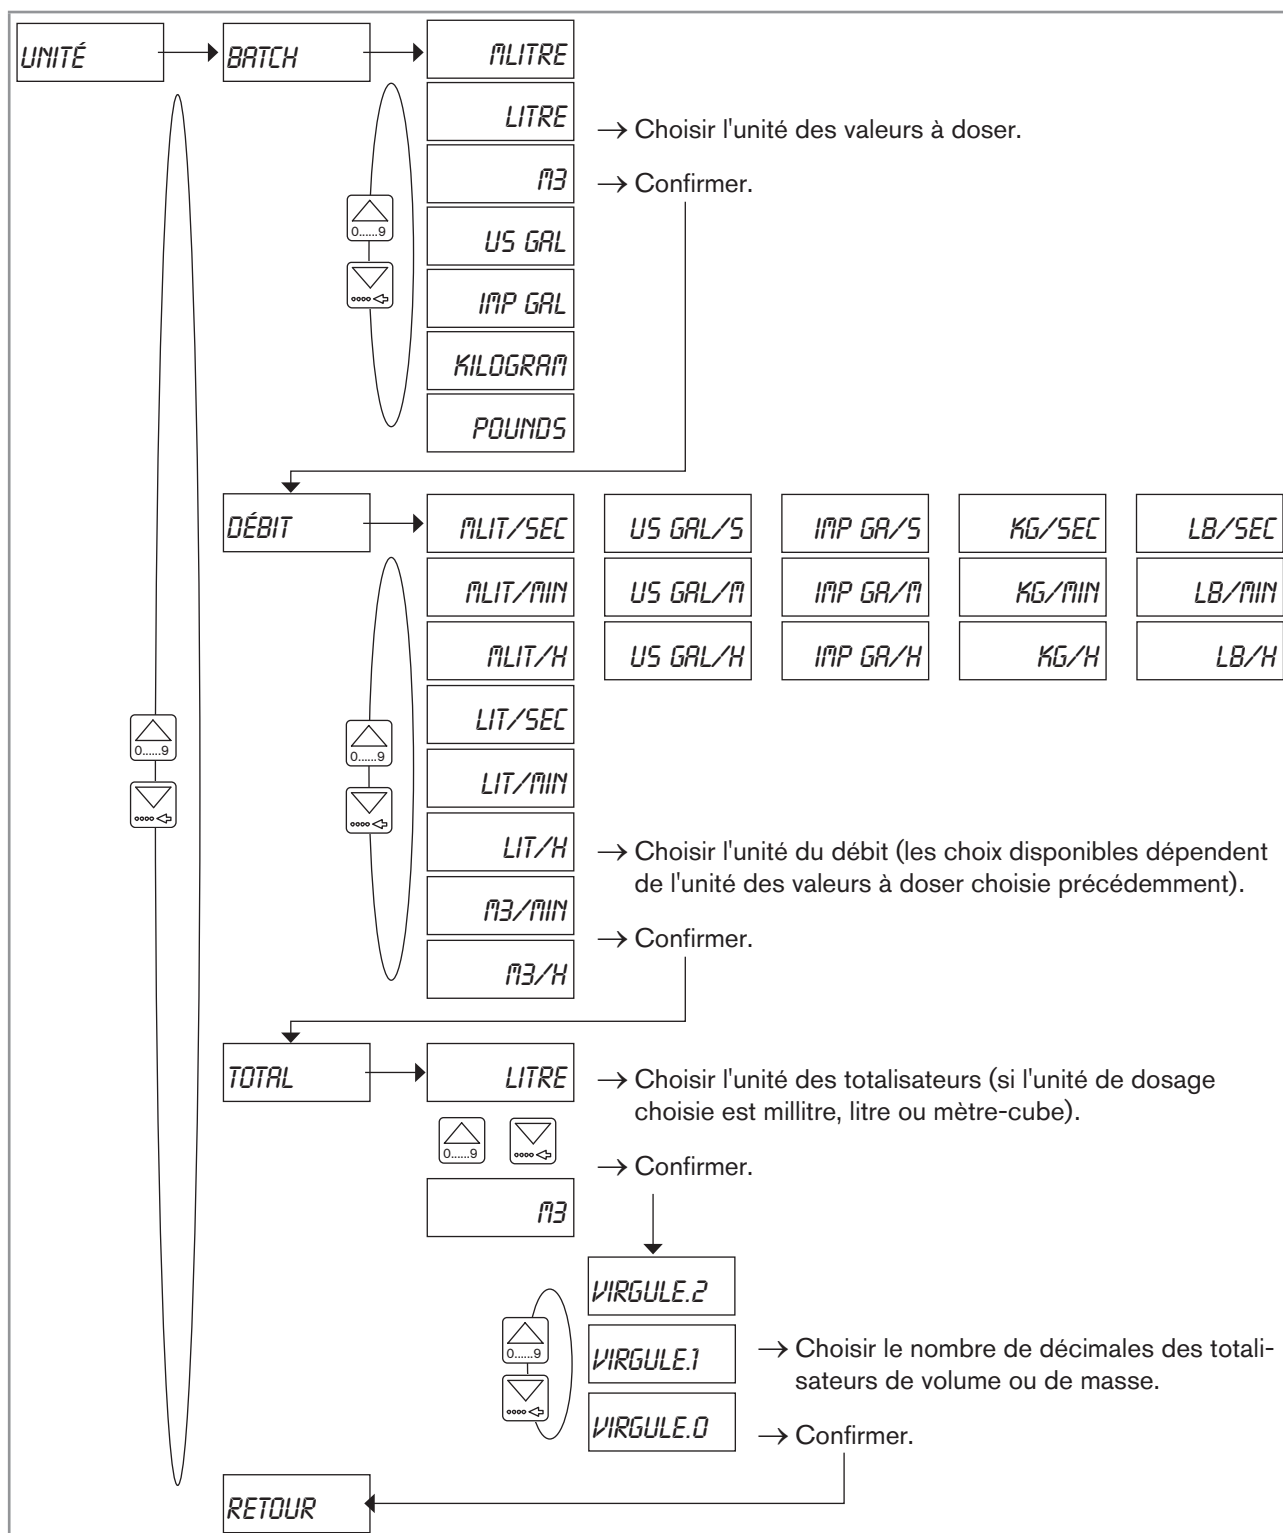 UNITÉ
BATCH
MLITRE
LITRE
→ Choisir l'unité des valeurs à doser.
M3
→ Confirmer.
0......9
US GAL
IMP GAL
KILOGRAM
POUNDS
DÉBIT
MLIT/SEC
US GAL/S
IMP GA/S
KG/SEC
LB/SEC
MLIT/MIN
US GAL/M
IMP GA/M
KG/MIN
LB/MIN
MLIT/H
US GAL/H
IMP GA/H
KG/H
LB/H
LIT/SEC
0......9
0......9
LIT/MIN
LIT/H
→ Choisir l'unité du débit (les choix disponibles dépendent
de l'unité des valeurs à doser choisie précédemment).
M3/MIN
→ Confirmer.
M3/H
TOTAL
LITRE
→ Choisir l'unité des totalisateurs (si l'unité de dosage
choisie est millitre, litre ou mètre-cube).
0......9
→ Confirmer.
M3
VIRGULE.2
0......9
VIRGULE.1
→ Choisir le nombre de décimales des totali-
sateurs de volume ou de masse.
VIRGULE.0
→ Confirmer.
RETOUR